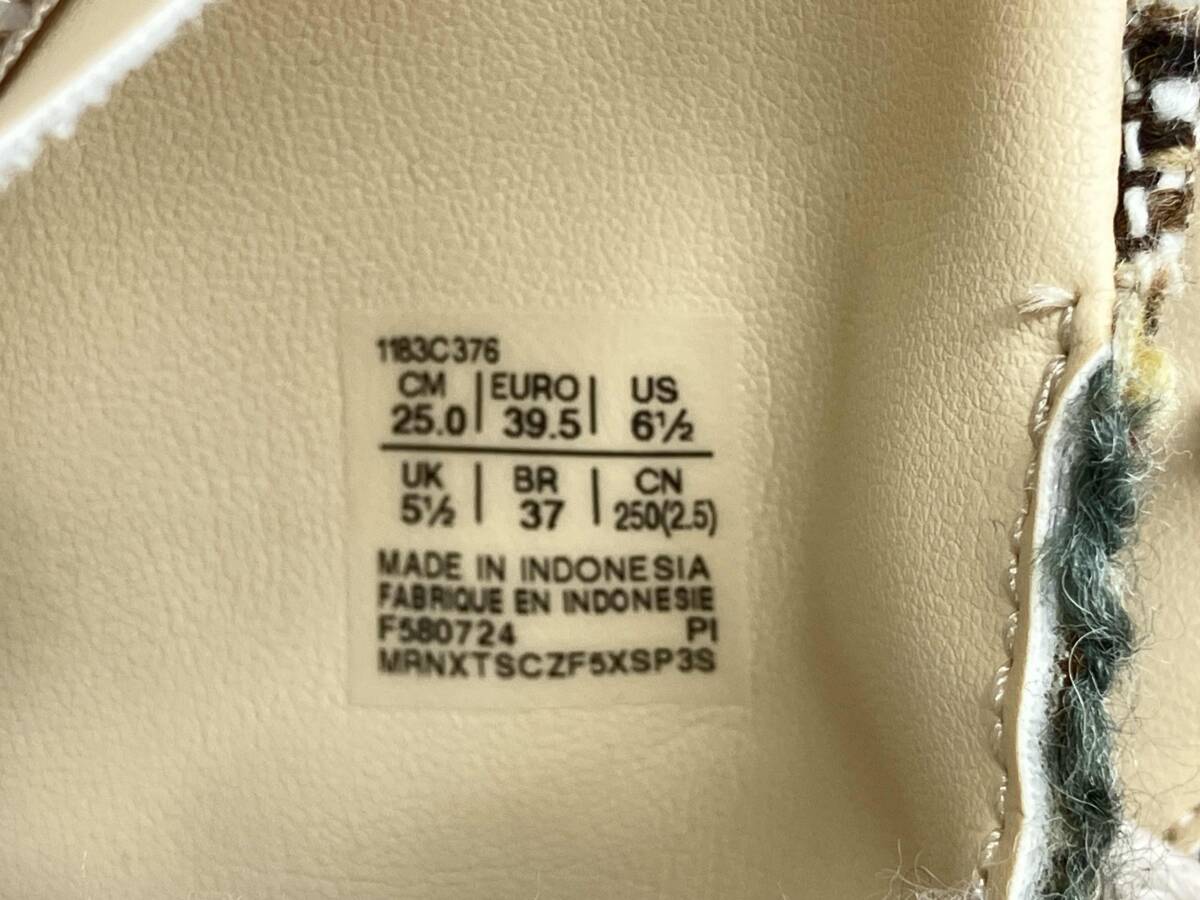 1183C376
CM | EURO | US
25.0 | 39.5 | 6½
UK | BR | CN
5½ | 37 | 250(2.5)
MADE IN INDONESIA
FABRIQUE EN INDONESIE
F580724 PI
MRNXTSCZF5XSP3S